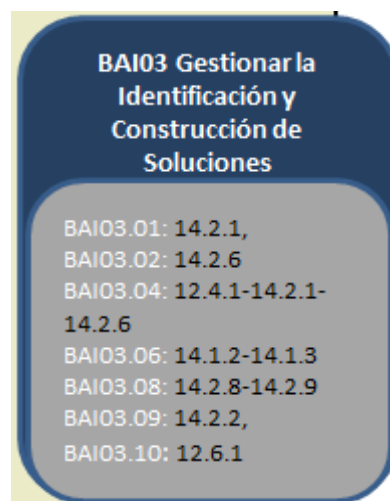 BAI03 Gestionar la
Identificación y
Construcción de
Soluciones
BAI03.01: 14.2.1,
BAI03.02: 14.2.6
BAI03.04: 12.4.1-14.2.1-
14.2.6
BAI03.06: 14.1.2-14.1.3
BAI03.08: 14.2.8-14.2.9
BAI03.09: 14.2.2,
BAI03.10: 12.6.1